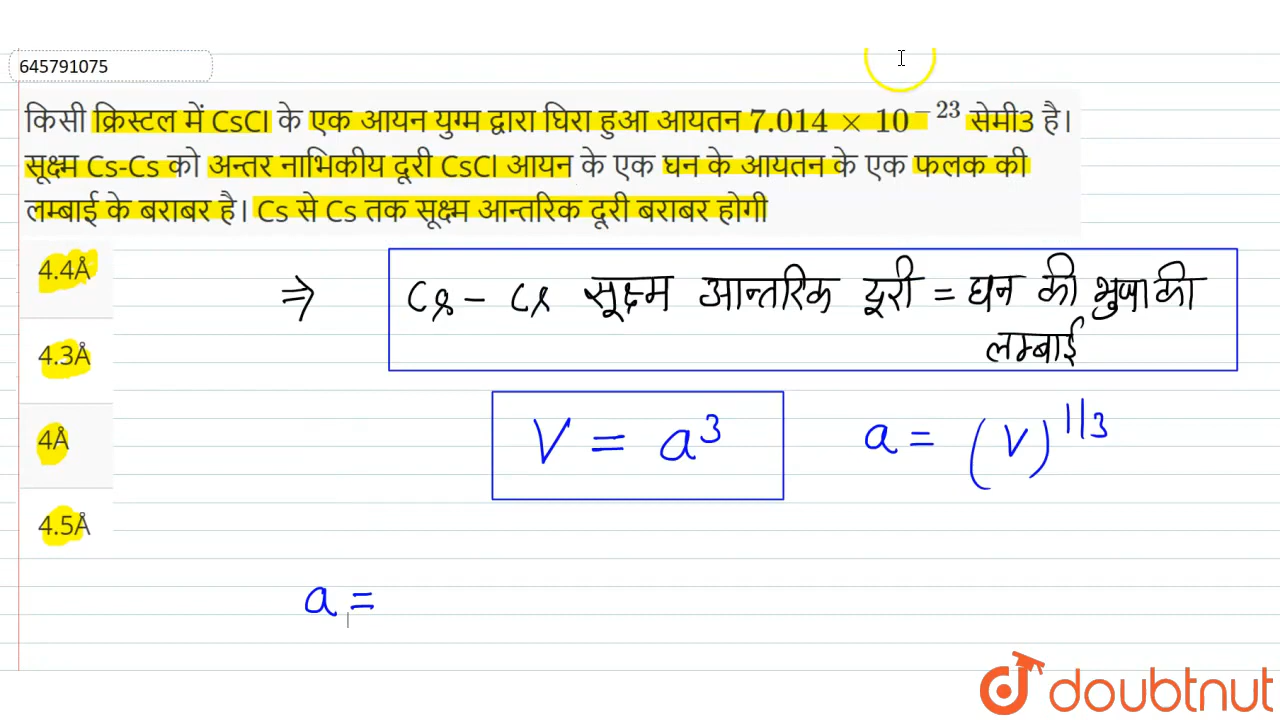 645791075
किसी क्रिस्टल में CsCl के एक आयन युग्म द्वारा घिरा हुआ आयतन 7.014 × 10⁻²³ सेमी3 है।
सूक्ष्म Cs-Cs को अन्तर नाभिकीय दूरी CsCl आयन के एक घन के आयतन के एक फलक की
लम्बाई के बराबर है। Cs से Cs तक सूक्ष्म आन्तरिक दूरी बराबर होगी
4.4Å
⇒ Cs - Cs सूक्ष्म आन्तरिक दूरी = घन की भुजा की
लम्बाई
4.3Å
4Å
V = a³ a = (V)^1/3
4.5Å
a =
doubtnut